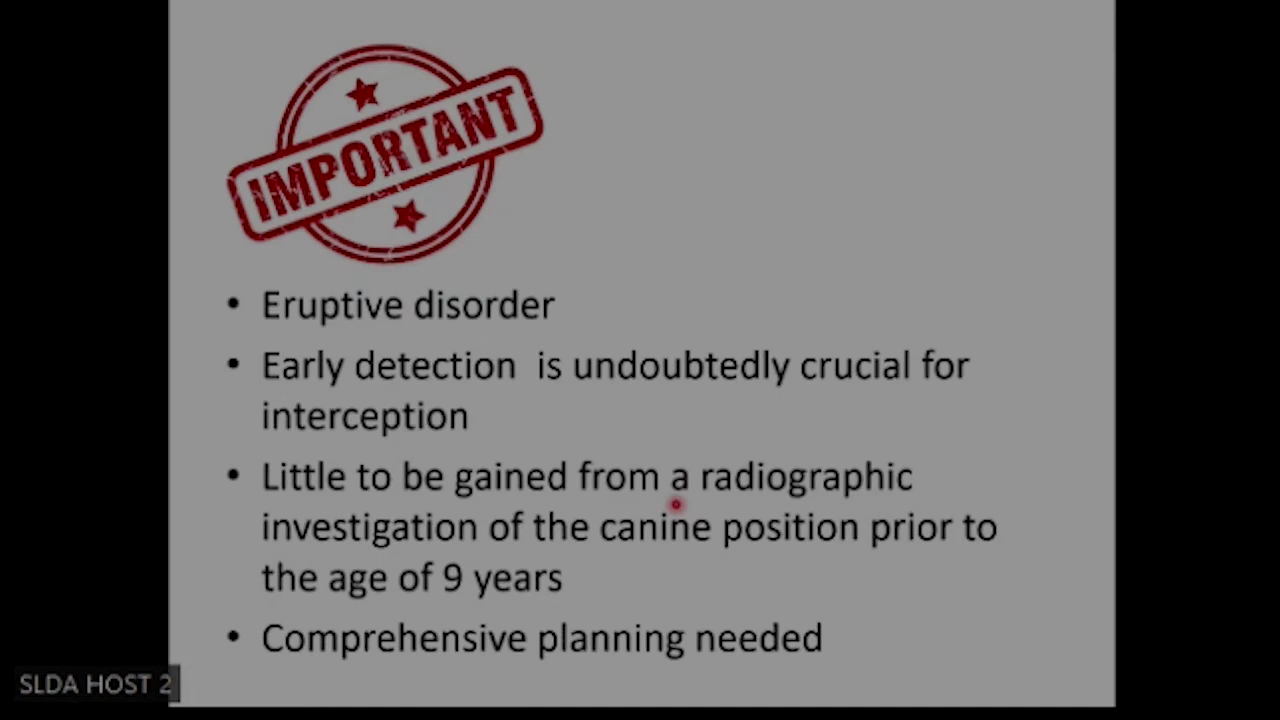 IMPORTANT
• Eruptive disorder
• Early detection  is undoubtedly crucial for
interception
• Little to be gained from a radiographic
investigation of the canine position prior to
the age of 9 years
• Comprehensive planning needed
SLDA HOST 2